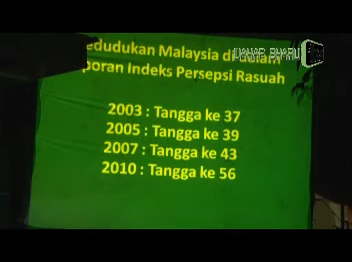 edudukan Malaysia di dalam
poran Indeks Persepsi Rasuah
2003 : Tangga ke 37
2005 : Tangga ke 39
2007 : Tangga ke 43
2010 : Tangga ke 56